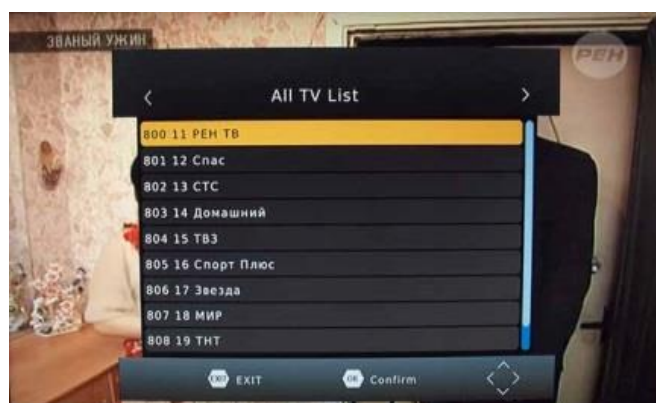 ЗВАНЫЙ УЖИН
РЕН
All TV List
800 11 РЕН ТВ
801 12 Спас
802 13 СТС
803 14 Домашний
804 15 ТВ3
805 16 Спорт Плюс
806 17 Звезда
807 18 МИР
808 19 ТНТ
EXIT EXIT
OK Confirm